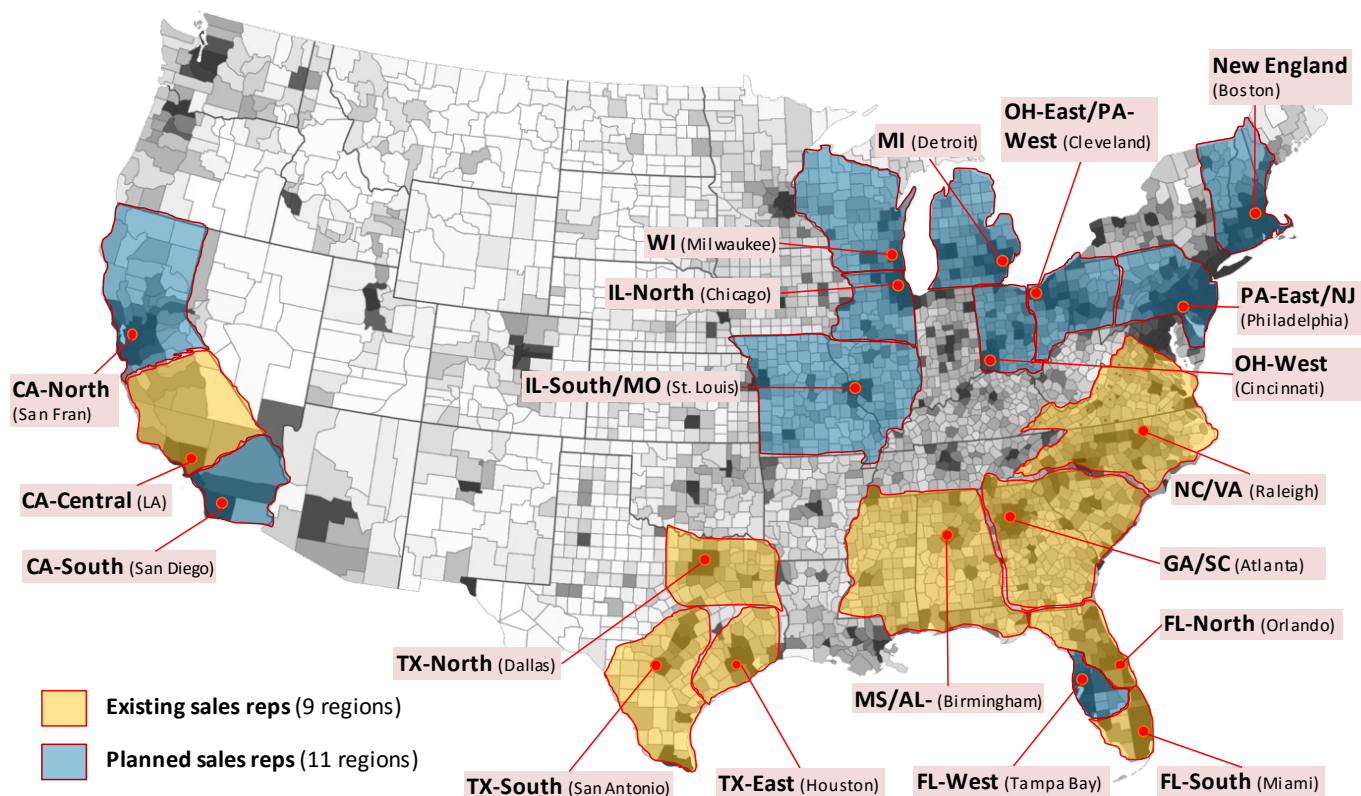 New England
(Boston)
OH-East/PA-
West (Cleveland)
MI (Detroit)
WI (Milwaukee)
IL-North (Chicago)
PA-East/NJ
(Philadelphia)
OH-West
(Cincinnati)
CA-North
(San Fran)
IL-South/MO (St. Louis)
NC/VA (Raleigh)
CA-Central (LA)
CA-South (San Diego)
GA/SC (Atlanta)
FL-North (Orlando)
TX-North (Dallas)
MS/AL- (Birmingham)
Existing sales reps (9 regions)
Planned sales reps (11 regions)
TX-South (San Antonio)
TX-East (Houston)
FL-West (Tampa Bay)
FL-South (Miami)